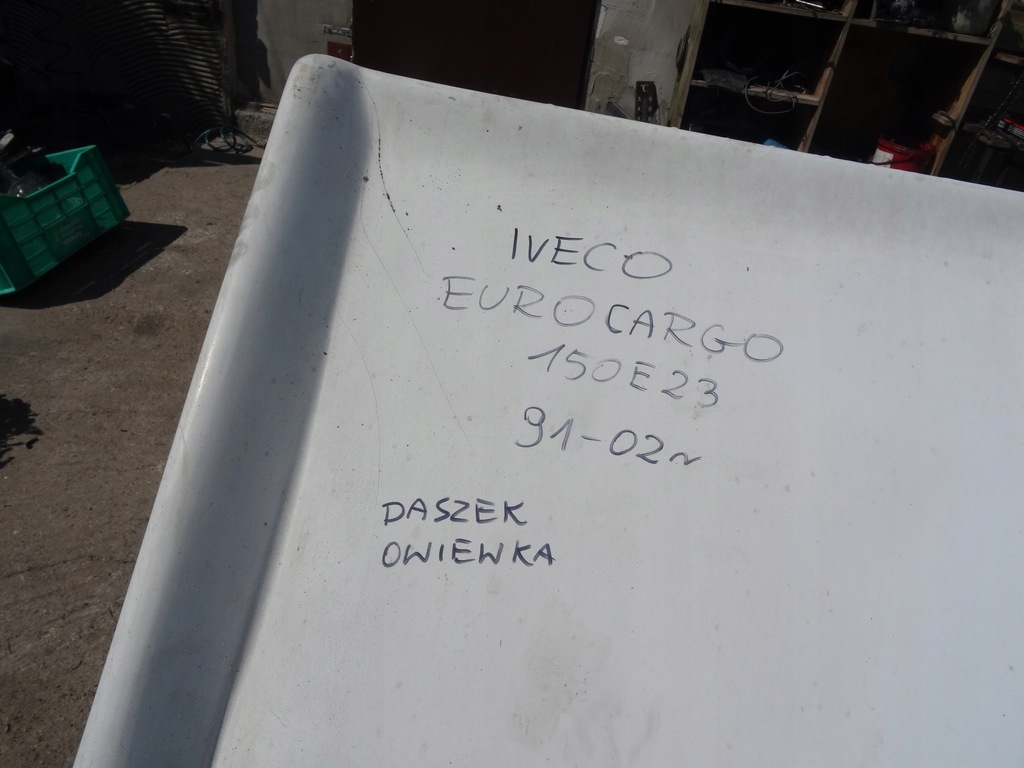 IVECO
EUROCARGO
150E23
91-02r
DASZEK
OWIEWKA